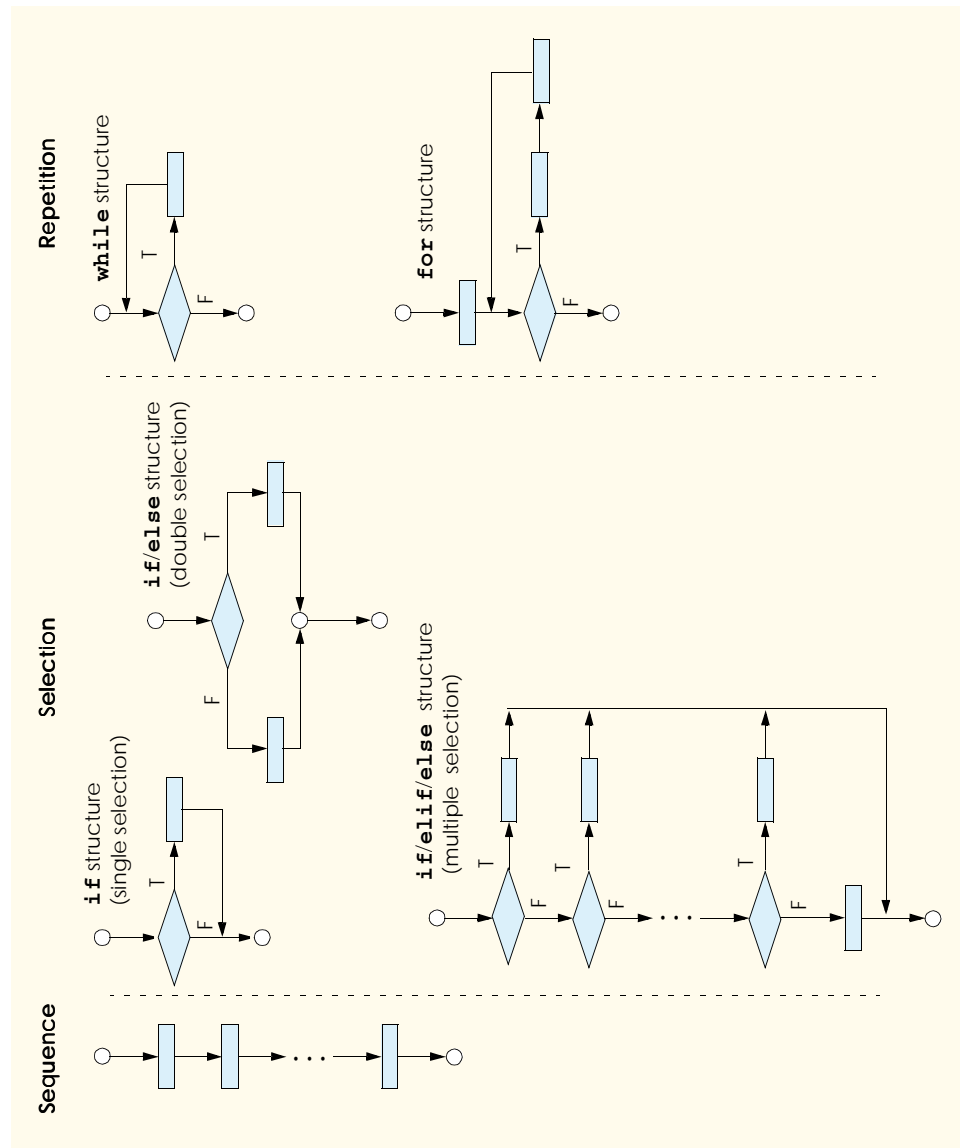 Sequence
Selection
Repetition
if structure
(single selection)
T
F
if/else structure
(double selection)
F
T
if/elif/else structure
(multiple selection)
T
F
T
F
. . .
T
F
while structure
T
F
for structure
T
F
. . .